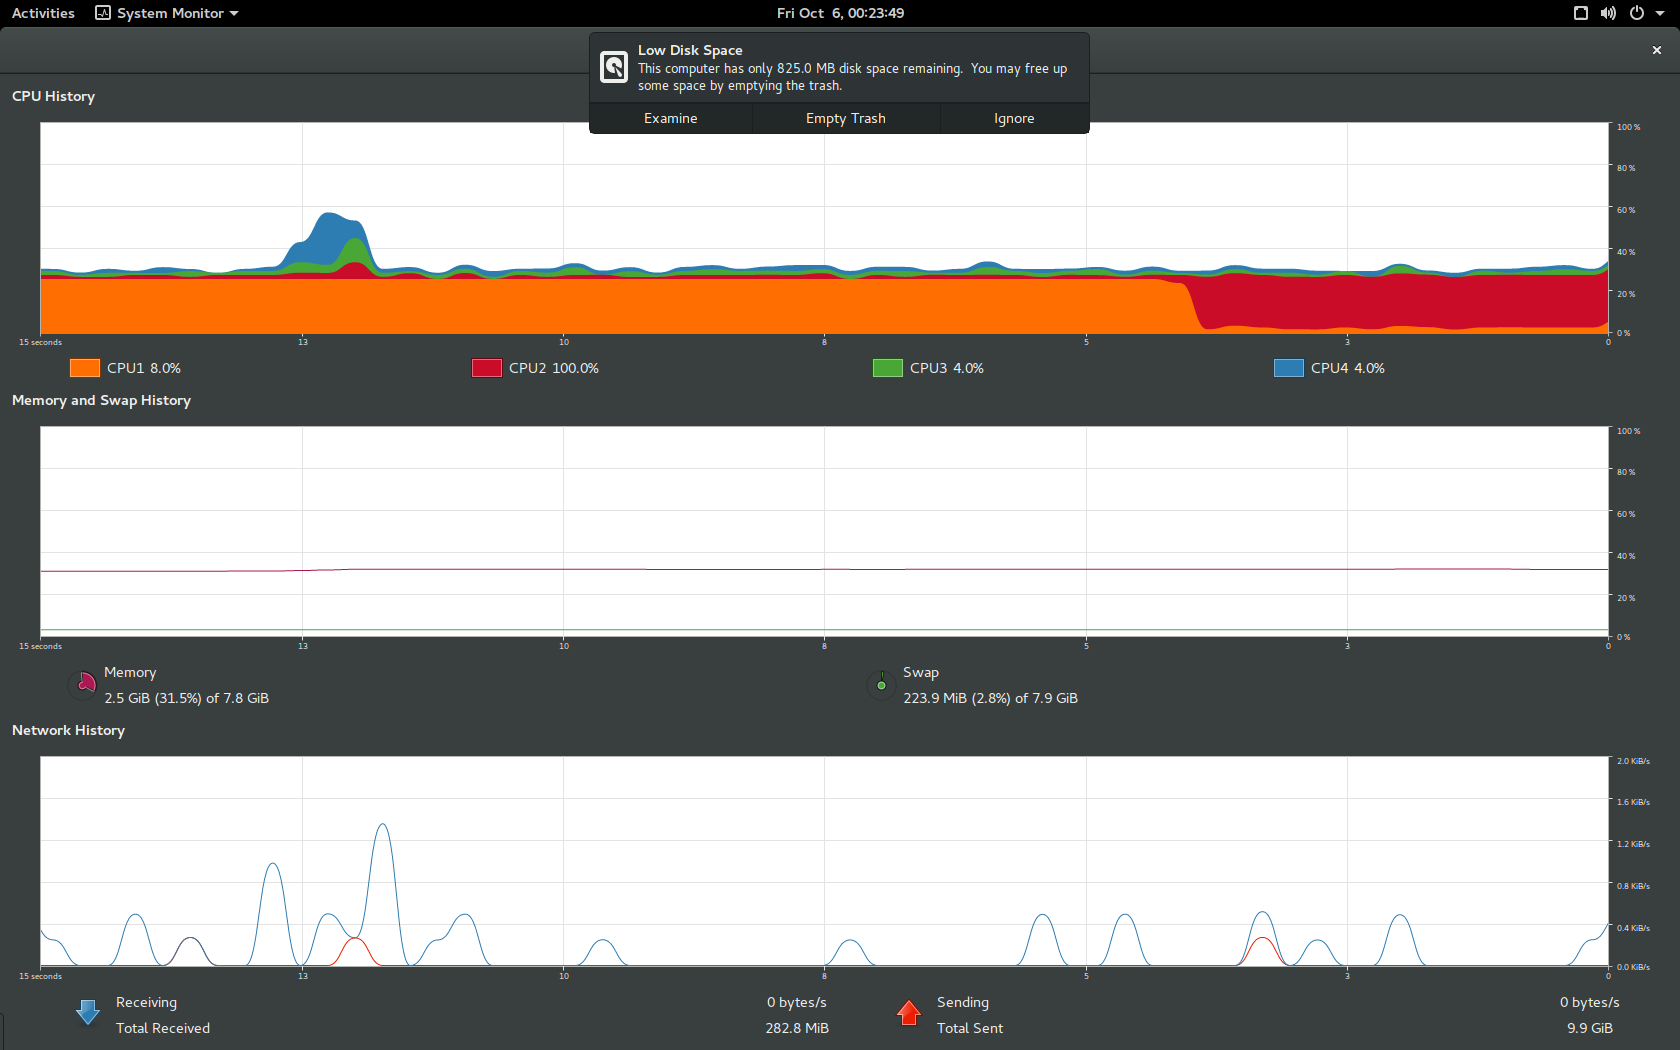 Activities System Monitor Fri Oct 6, 00:23:49
Low Disk Space
This computer has only 825.0 MB disk space remaining. You may free up
some space by emptying the trash.
Examine Empty Trash Ignore
CPU History
100 %
80 %
60 %
40 %
20 %
0 %
15 seconds 13 10 8 5 3 0
CPU1 8.0% CPU2 100.0% CPU3 4.0% CPU4 4.0%
Memory and Swap History
100 %
80 %
60 %
40 %
20 %
0 %
15 seconds 13 10 8 5 3 0
Memory Swap
2.5 GiB (31.5%) of 7.8 GiB 223.9 MiB (2.8%) of 7.9 GiB
Network History
2.0 KiB/s
1.6 KiB/s
1.2 KiB/s
0.8 KiB/s
0.4 KiB/s
0.0 KiB/s
15 seconds 13 10 8 5 3 0
Receiving 0 bytes/s Sending 0 bytes/s
Total Received 282.8 MiB Total Sent 9.9 GiB